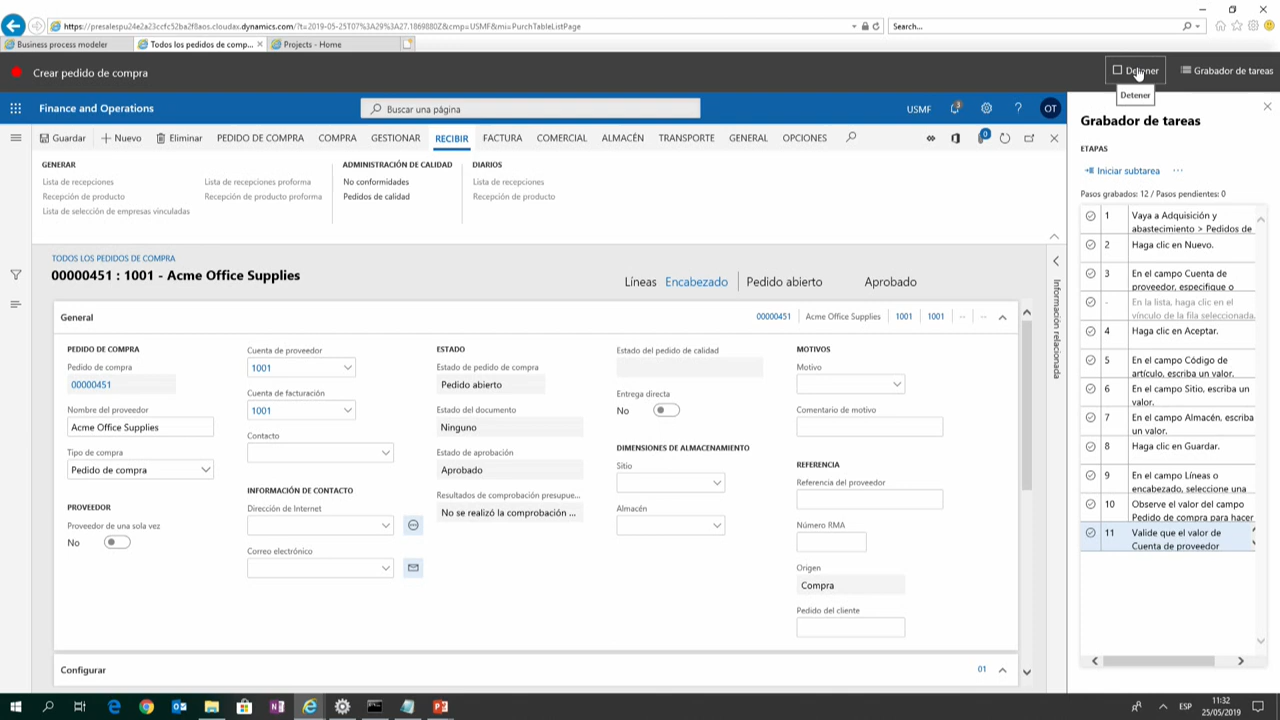 https://presalespu24e2a23ccfc52ba2f8aos.cloudax.dynamics.com/?t=2019-05-25T07%3A29%3A27.1869880Z&cmp=USMF&mi=PurchTableListPage
Search...
Business process modeler
Todos los pedidos de comp...
Projects - Home
Crear pedido de compra
Detener
Grabador de tareas
Detener
Finance and Operations
Buscar una página
USMF
3
?
OT
Guardar
Nuevo
Eliminar
PEDIDO DE COMPRA
COMPRA
GESTIONAR
RECIBIR
FACTURA
COMERCIAL
ALMACÉN
TRANSPORTE
GENERAL
OPCIONES
0
GENERAR
Lista de recepciones
Recepción de producto
Lista de selección de empresas vinculadas
Lista de recepciones proforma
Recepción de producto proforma
ADMINISTRACIÓN DE CALIDAD
No conformidades
Pedidos de calidad
DIARIOS
Lista de recepciones
Recepción de producto
TODOS LOS PEDIDOS DE COMPRA
00000451 : 1001 - Acme Office Supplies
Líneas
Encabezado
Pedido abierto
Aprobado
Información relacionada
General
00000451
Acme Office Supplies
1001
1001
--
--
PEDIDO DE COMPRA
Pedido de compra
00000451
Nombre del proveedor
Acme Office Supplies
Tipo de compra
Pedido de compra
PROVEEDOR
Proveedor de una sola vez
No
Cuenta de proveedor
1001
Cuenta de facturación
1001
Contacto
INFORMACIÓN DE CONTACTO
Dirección de Internet
Correo electrónico
ESTADO
Estado de pedido de compra
Pedido abierto
Estado del documento
Ninguno
Estado de aprobación
Aprobado
Resultados de comprobación presupue...
No se realizó la comprobación ...
Estado del pedido de calidad
Entrega directa
No
DIMENSIONES DE ALMACENAMIENTO
Sitio
Almacén
MOTIVOS
Motivo
Comentario de motivo
REFERENCIA
Referencia del proveedor
Número RMA
Origen
Compra
Pedido del cliente
Configurar
01
Grabador de tareas
ETAPAS
Iniciar subtarea
...
Pasos grabados: 12 / Pasos pendientes: 0
1
Vaya a Adquisición y
abastecimiento > Pedidos de
2
Haga clic en Nuevo.
3
En el campo Cuenta de
proveedor, especifique o
-
En la lista, haga clic en el
vínculo de la fila seleccionada.
4
Haga clic en Aceptar.
5
En el campo Código de
artículo, escriba un valor.
6
En el campo Sitio, escriba un
valor.
7
En el campo Almacén, escriba
un valor.
8
Haga clic en Guardar.
9
En el campo Líneas o
encabezado, seleccione una
10
Observe el valor del campo
Pedido de compra para hacer
11
Valide que el valor de
Cuenta de proveedor
ESP
11:32
25/05/2019